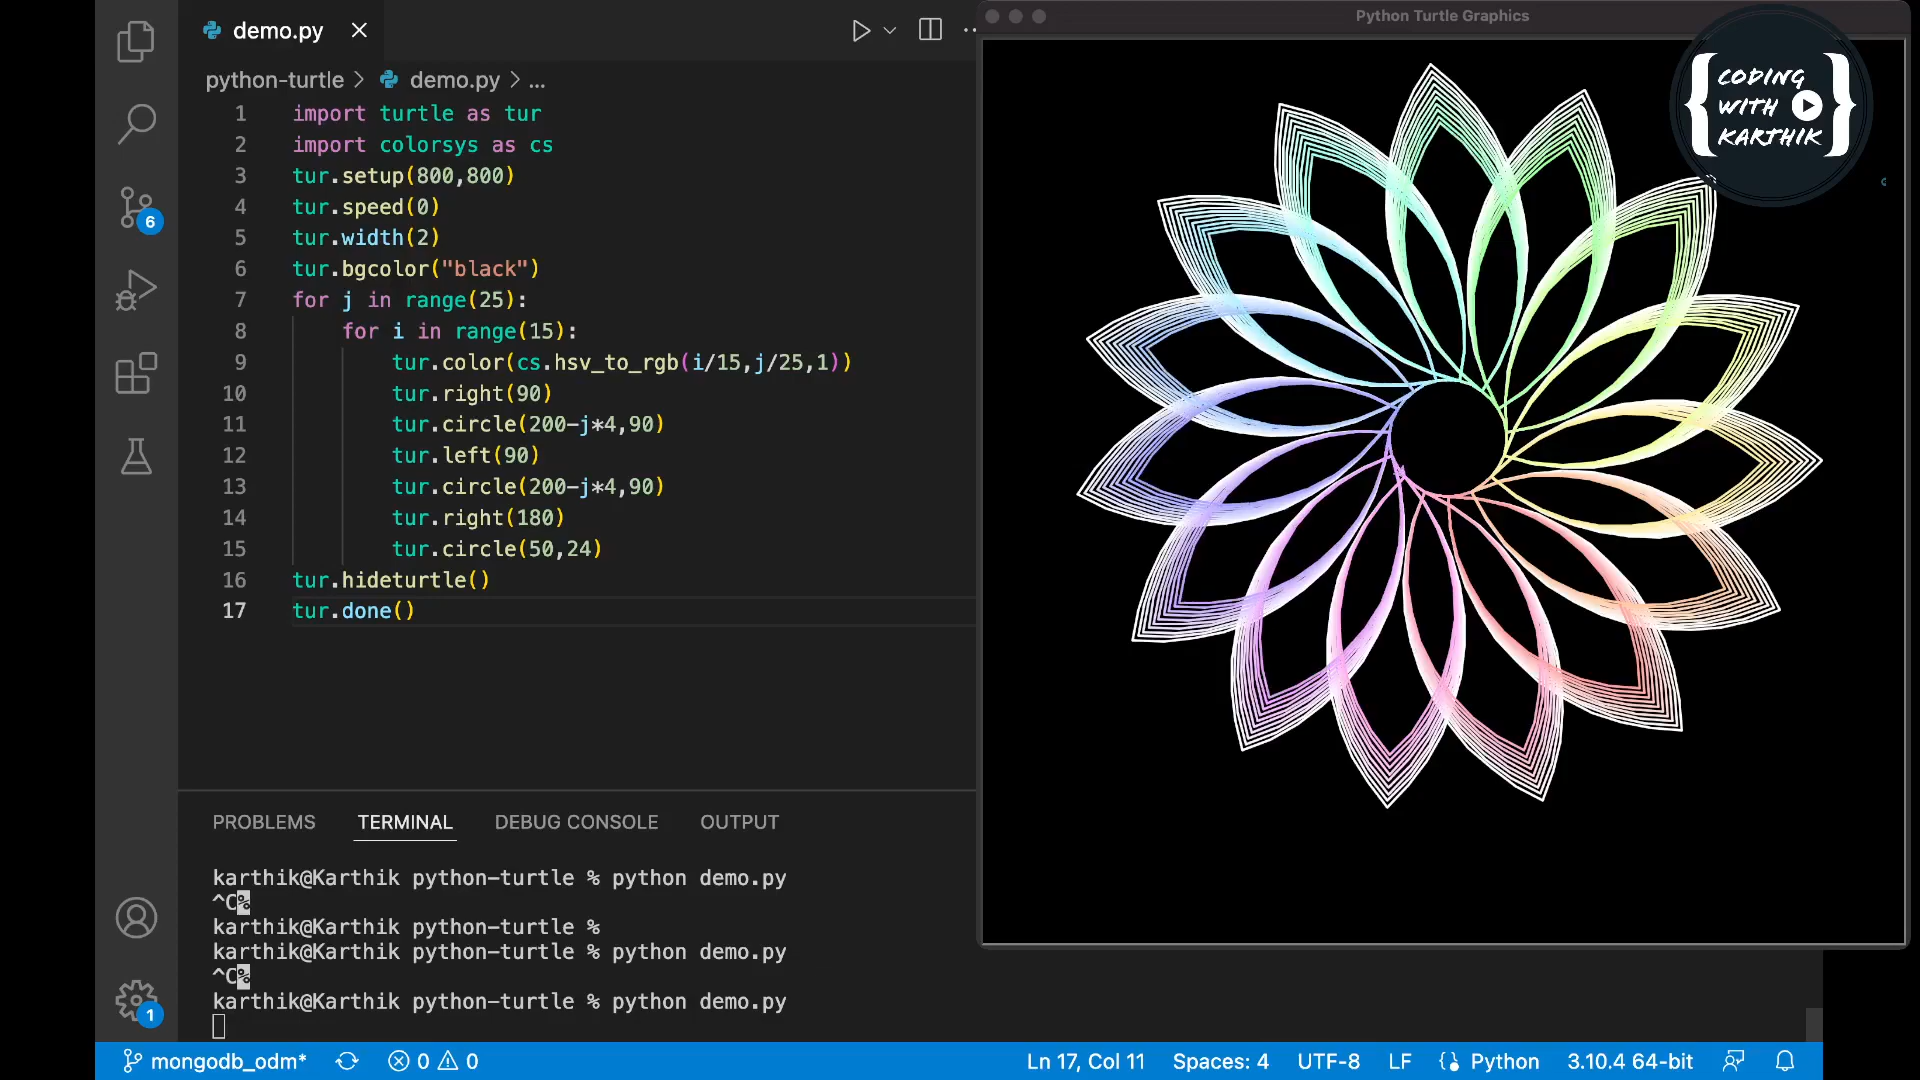 demo.py
python-turtle > demo.py > ...
1 import turtle as tur
2 import colorsys as cs
3 tur.setup(800,800)
4 tur.speed(0)
5 tur.width(2)
6 tur.bgcolor("black")
7 for j in range(25):
8 for i in range(15):
9 tur.color(cs.hsv_to_rgb(i/15,j/25,1))
10 tur.right(90)
11 tur.circle(200-j*4,90)
12 tur.left(90)
13 tur.circle(200-j*4,90)
14 tur.right(180)
15 tur.circle(50,24)
16 tur.hideturtle()
17 tur.done()
6
1
PROBLEMS TERMINAL DEBUG CONSOLE OUTPUT
karthik@Karthik python-turtle % python demo.py
^C%
karthik@Karthik python-turtle %
karthik@Karthik python-turtle % python demo.py
^C%
karthik@Karthik python-turtle % python demo.py
Python Turtle Graphics
CODING
WITH
KARTHIK
mongodb_odm* 0 0 Ln 17, Col 11 Spaces: 4 UTF-8 LF Python 3.10.4 64-bit